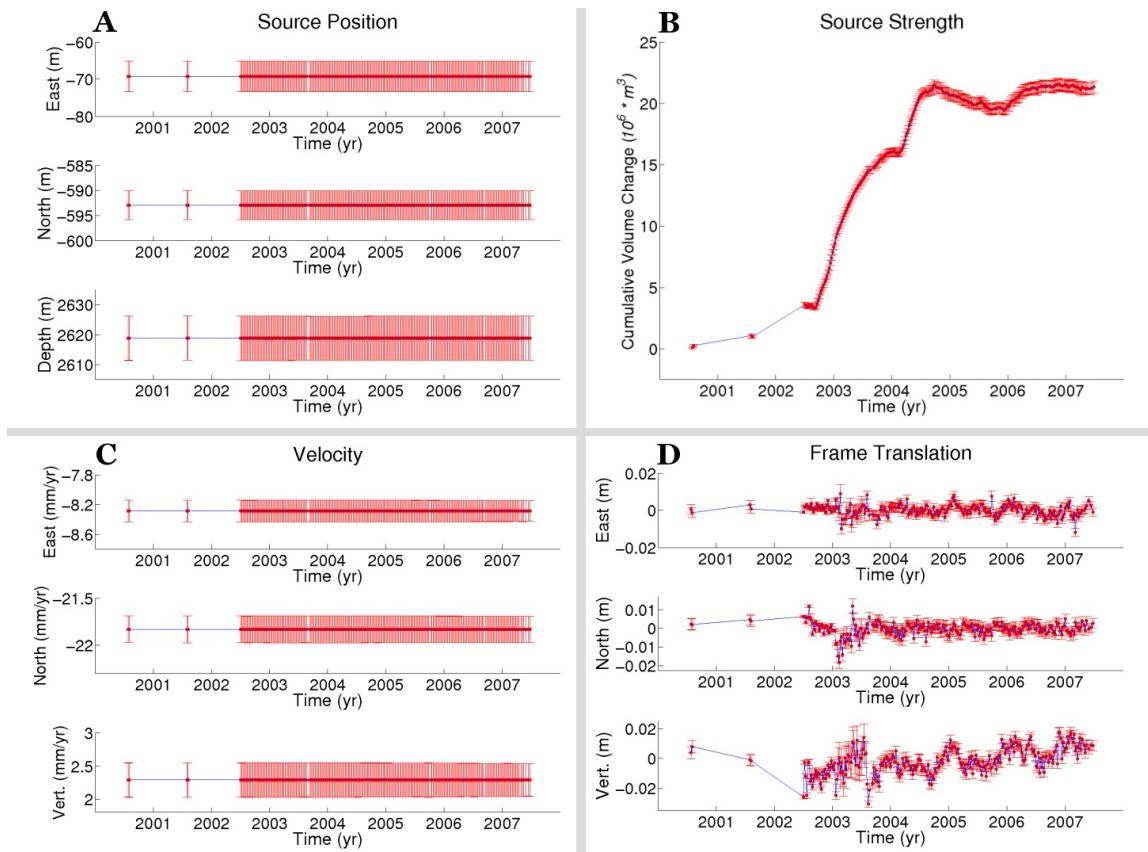 A Source Position
−60
−70
−80
East (m)
2001 2002 2003 2004 2005 2006 2007
Time (yr)
−585
−590
−595
−600
North (m)
2001 2002 2003 2004 2005 2006 2007
Time (yr)
2630
2620
2610
Depth (m)
2001 2002 2003 2004 2005 2006 2007
Time (yr)
B Source Strength
25
20
15
10
5
0
Cumulative Volume Change (10^6 * m^3)
2001 2002 2003 2004 2005 2006 2007
Time (yr)
C Velocity
−7.8
−8.2
−8.6
East (mm/yr)
2001 2002 2003 2004 2005 2006 2007
Time (yr)
−21.5
−22
North (mm/yr)
2001 2002 2003 2004 2005 2006 2007
Time (yr)
3
2.5
2
Vert. (mm/yr)
2001 2002 2003 2004 2005 2006 2007
Time (yr)
D Frame Translation
0.02
0
−0.02
East (m)
2001 2002 2003 2004 2005 2006 2007
Time (yr)
0.01
0
−0.01
−0.02
North (m)
2001 2002 2003 2004 2005 2006 2007
Time (yr)
0.02
0
−0.02
Vert. (m)
2001 2002 2003 2004 2005 2006 2007
Time (yr)